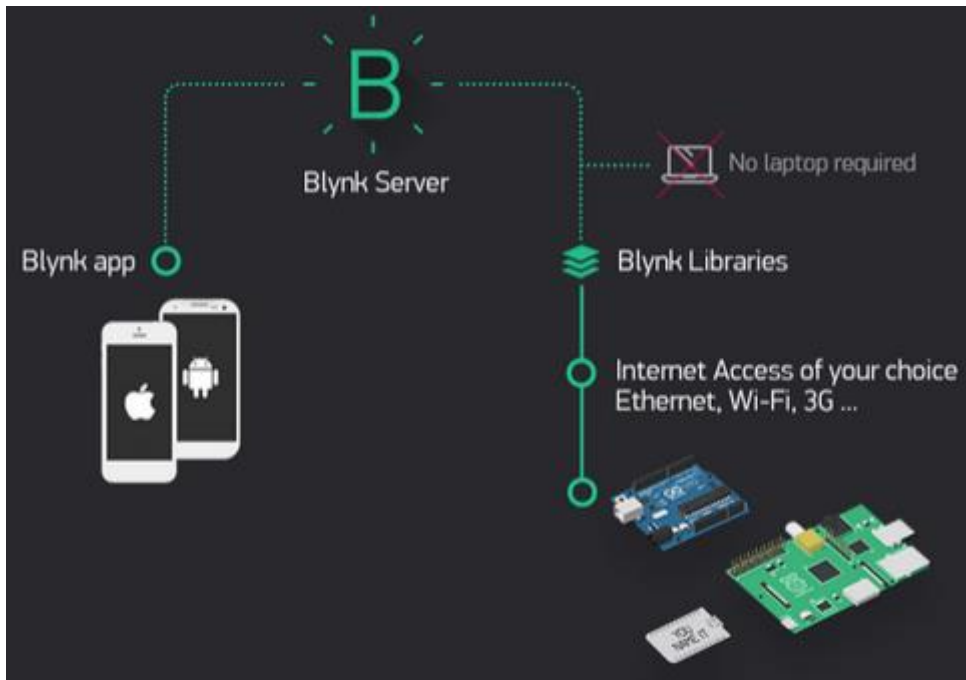 B
Blynk Server
No laptop required
Blynk app
Blynk Libraries
Internet Access of your choice
Ethernet, Wi-Fi, 3G ...
YOU
NAME IT